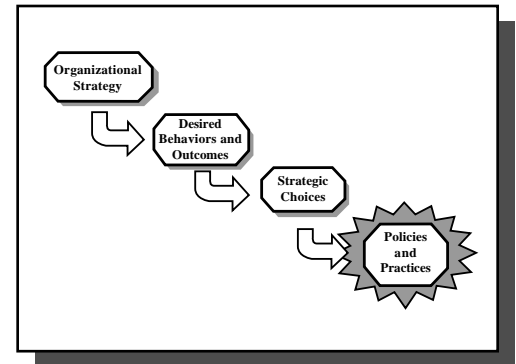 Organizational
Strategy
Desired
Behaviors and
Outcomes
Strategic
Choices
Policies
and
Practices